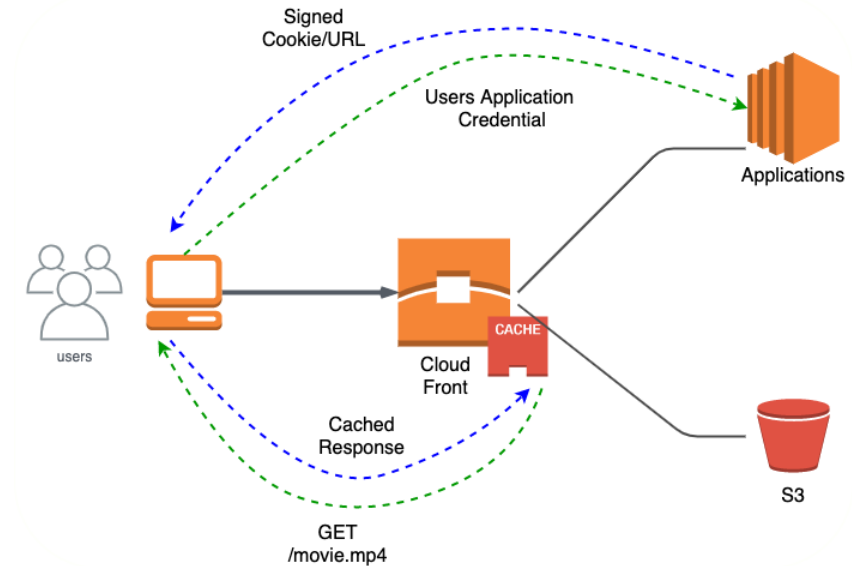 Signed
Cookie/URL
Users Application
Credential
Applications
users
CACHE
Cloud
Front
Cached
Response
S3
GET
/movie.mp4